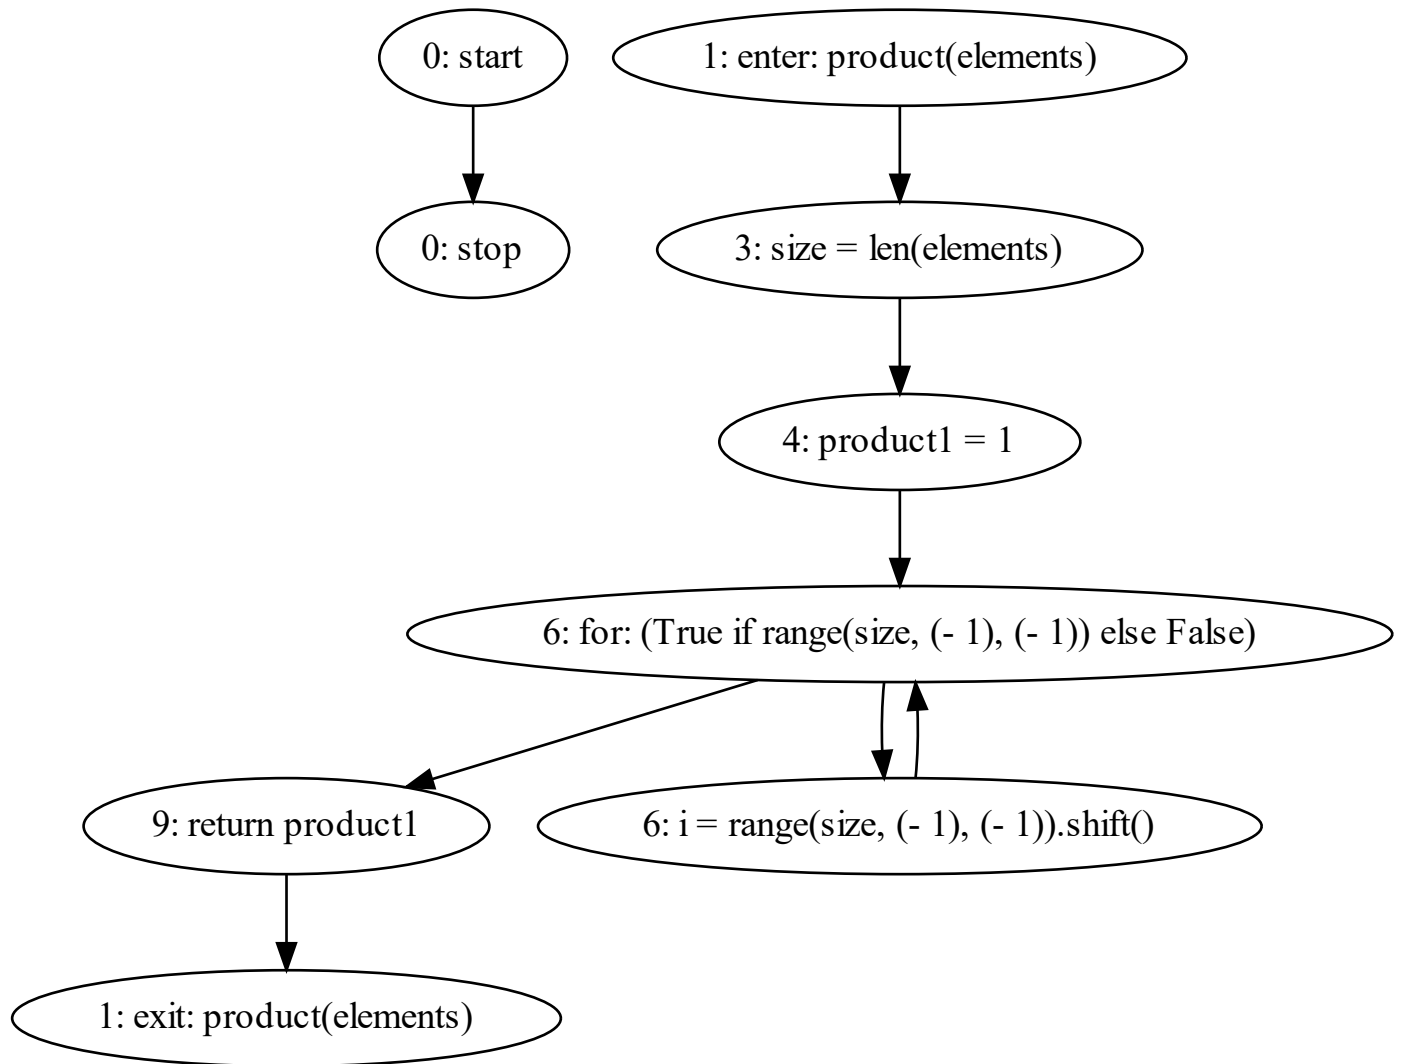 0: start
1: enter: product(elements)
0: stop
3: size = len(elements)
4: product1 = 1
6: for: (True if range(size, (- 1), (- 1)) else False)
9: return product1
6: i = range(size, (- 1), (- 1)).shift()
1: exit: product(elements)